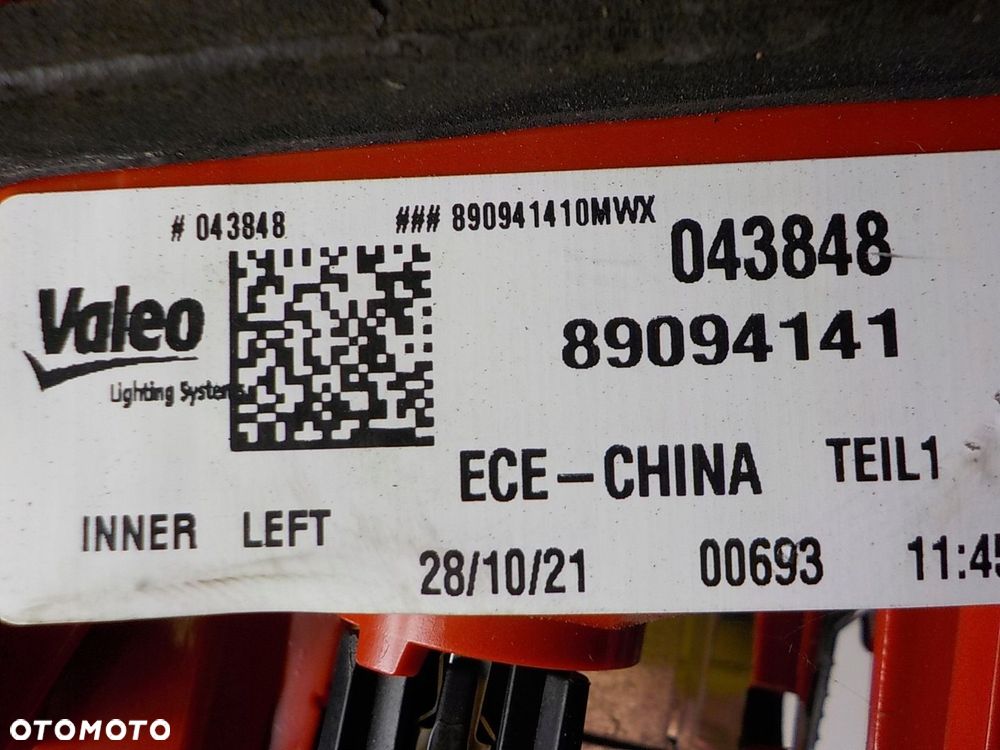 # 043848
### 890941410MWX
043848
Valeo
89094141
Lighting Systems
ECE-CHINA TEIL1
INNER LEFT
28/10/21 00693 11:45
OTOMOTO